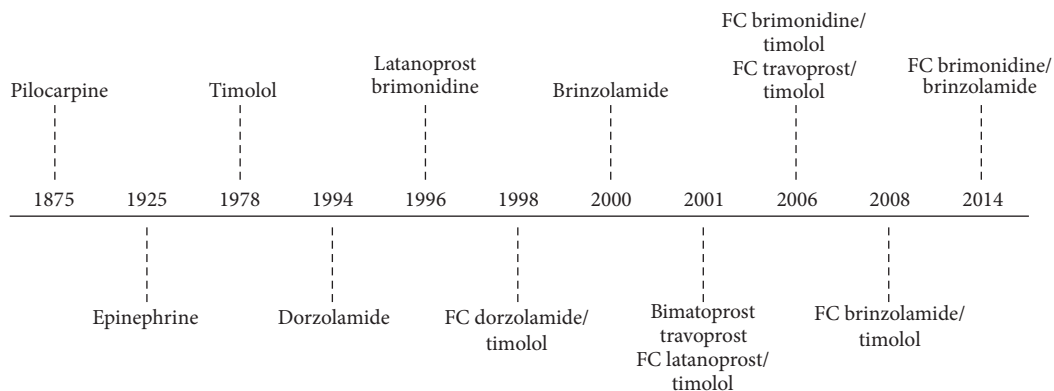 FC brimonidine/
timolol
FC travoprost/
timolol
Latanoprost
brimonidine
FC brimonidine/
brinzolamide
Pilocarpine
Timolol
Brinzolamide
1875 1925 1978 1994 1996 1998 2000 2001 2006 2008 2014
Epinephrine
Dorzolamide
FC dorzolamide/
timolol
Bimatoprost
travoprost
FC latanoprost/
timolol
FC brinzolamide/
timolol